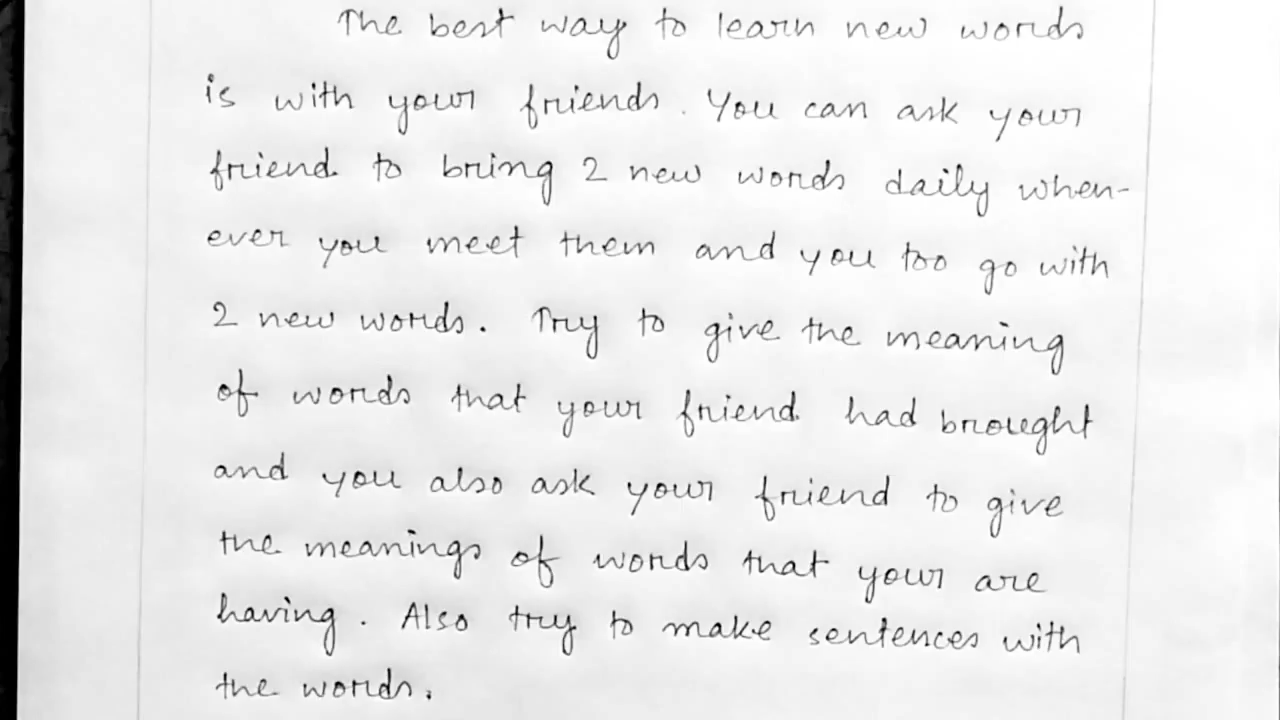 The best way to learn new words
is with your friends. You can ask your
friend to bring 2 new words daily when-
ever you meet them and you too go with
2 new words. Try to give the meaning
of words that your friend had brought
and you also ask your friend to give
the meanings of words that your are
having. Also try to make sentences with
the words.